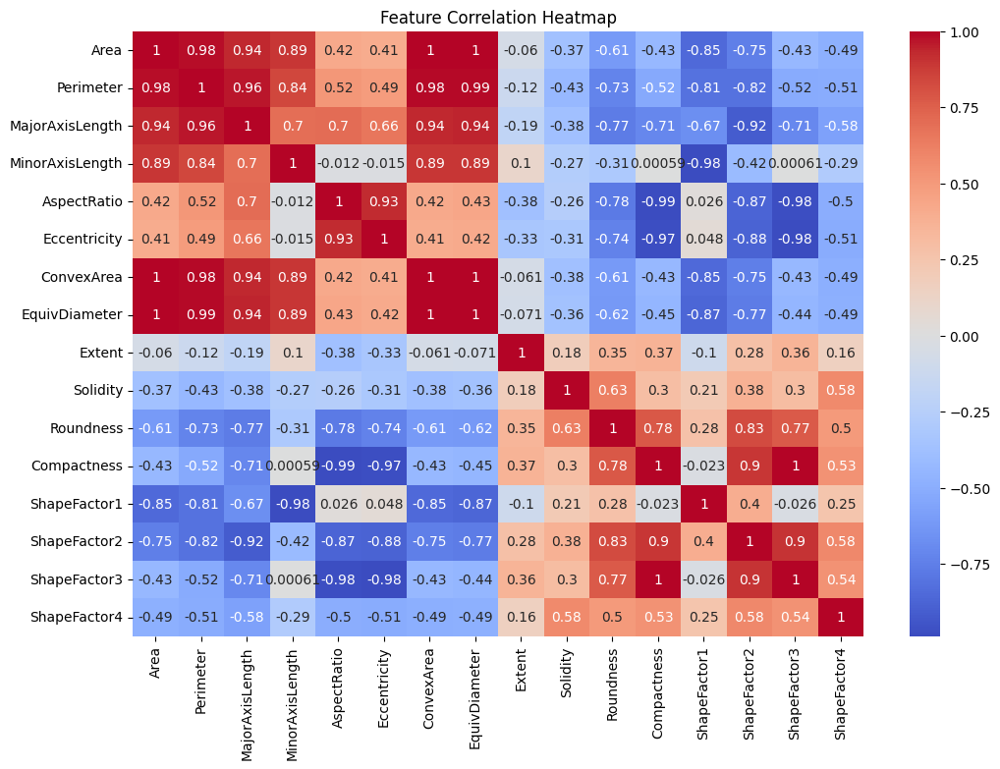 Feature Correlation Heatmap
Area 1 0.98 0.94 0.89 0.42 0.41 1 1 -0.06 -0.37 -0.61 -0.43 -0.85 -0.75 -0.43 -0.49
Perimeter 0.98 1 0.96 0.84 0.52 0.49 0.98 0.99 -0.12 -0.43 -0.73 -0.52 -0.81 -0.82 -0.52 -0.51
MajorAxisLength 0.94 0.96 1 0.7 0.7 0.66 0.94 0.94 -0.19 -0.38 -0.77 -0.71 -0.67 -0.92 -0.71 -0.58
MinorAxisLength 0.89 0.84 0.7 1 -0.012 -0.015 0.89 0.89 0.1 -0.27 -0.31 0.00059 -0.98 -0.42 0.00061 -0.29
AspectRatio 0.42 0.52 0.7 -0.012 1 0.93 0.42 0.43 -0.38 -0.26 -0.78 -0.99 0.026 -0.87 -0.98 -0.5
Eccentricity 0.41 0.49 0.66 -0.015 0.93 1 0.41 0.42 -0.33 -0.31 -0.74 -0.97 0.048 -0.88 -0.98 -0.51
ConvexArea 1 0.98 0.94 0.89 0.42 0.41 1 1 -0.061 -0.38 -0.61 -0.43 -0.85 -0.75 -0.43 -0.49
EquivDiameter 1 0.99 0.94 0.89 0.43 0.42 1 1 -0.071 -0.36 -0.62 -0.45 -0.87 -0.77 -0.44 -0.49
Extent -0.06 -0.12 -0.19 0.1 -0.38 -0.33 -0.061 -0.071 1 0.18 0.35 0.37 -0.1 0.28 0.36 0.16
Solidity -0.37 -0.43 -0.38 -0.27 -0.26 -0.31 -0.38 -0.36 0.18 1 0.63 0.3 0.21 0.38 0.3 0.58
Roundness -0.61 -0.73 -0.77 -0.31 -0.78 -0.74 -0.61 -0.62 0.35 0.63 1 0.78 0.28 0.83 0.77 0.5
Compactness -0.43 -0.52 -0.71 0.00059 -0.99 -0.97 -0.43 -0.45 0.37 0.3 0.78 1 -0.023 0.9 1 0.53
ShapeFactor1 -0.85 -0.81 -0.67 -0.98 0.026 0.048 -0.85 -0.87 -0.1 0.21 0.28 -0.023 1 0.4 -0.026 0.25
ShapeFactor2 -0.75 -0.82 -0.92 -0.42 -0.87 -0.88 -0.75 -0.77 0.28 0.38 0.83 0.9 0.4 1 0.9 0.58
ShapeFactor3 -0.43 -0.52 -0.71 0.00061 -0.98 -0.98 -0.43 -0.44 0.36 0.3 0.77 1 -0.026 0.9 1 0.54
ShapeFactor4 -0.49 -0.51 -0.58 -0.29 -0.5 -0.51 -0.49 -0.49 0.16 0.58 0.5 0.53 0.25 0.58 0.54 1
Area
Perimeter
MajorAxisLength
MinorAxisLength
AspectRatio
Eccentricity
ConvexArea
EquivDiameter
Extent
Solidity
Roundness
Compactness
ShapeFactor1
ShapeFactor2
ShapeFactor3
ShapeFactor4
1.00
0.75
0.50
0.25
0.00
−0.25
−0.50
−0.75